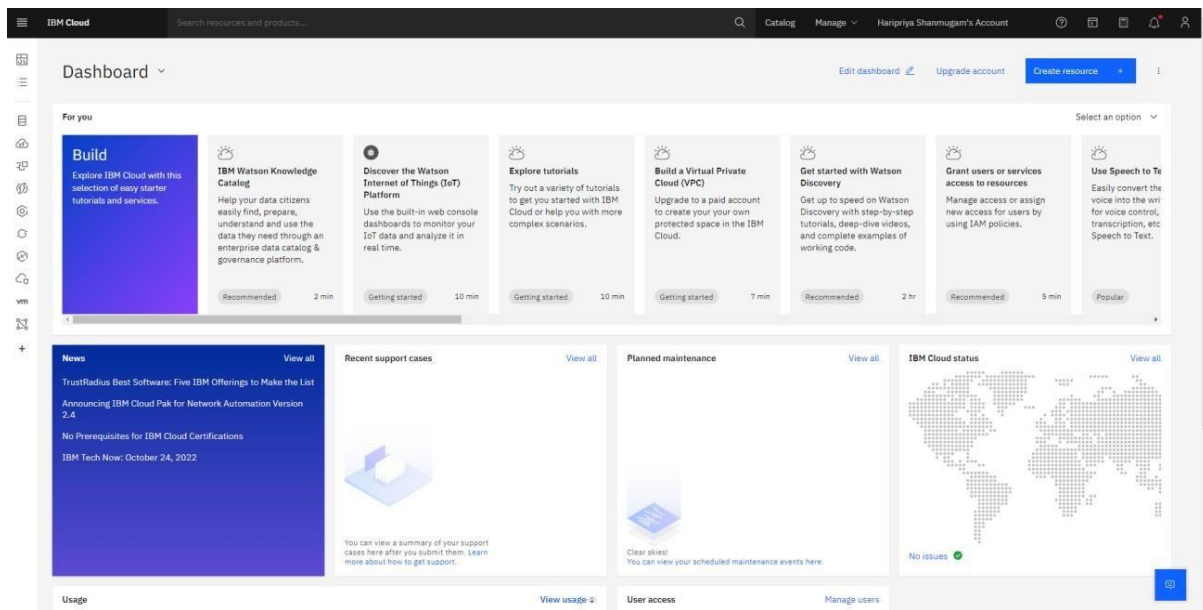 IBM Cloud
Search resources and products...
Catalog
Manage
Haripriya Shanmugam's Account
Dashboard
Edit dashboard
Upgrade account
Create resource +
For you
Select an option
Build
Explore IBM Cloud with this
selection of easy starter
tutorials and services.
IBM Watson Knowledge
Catalog
Help your data citizens
easily find, prepare,
understand and use the
data they need through an
enterprise data catalog &
governance platform.
Recommended 2 min
Discover the Watson
Internet of Things (IoT)
Platform
Use the built-in web console
dashboards to monitor your
IoT data and analyze it in
real time.
Getting started 10 min
Explore tutorials
Try out a variety of tutorials
to get you started with IBM
Cloud or help you with more
complex scenarios.
Getting started 10 min
Build a Virtual Private
Cloud (VPC)
Upgrade to a paid account
to create your your own
protected space in the IBM
Cloud.
Getting started 7 min
Get started with Watson
Discovery
Get up to speed on Watson
Discovery with step-by-step
tutorials, deep-dive videos,
and complete examples of
working code.
Recommended 2 hr
Grant users or services
access to resources
Manage access or assign
new access for users by
using IAM policies.
Recommended 5 min
Use Speech to Te
Easily convert the
voice into the wri
for voice control,
transcription, etc
Speech to Text.
Popular
vm
News View all
TrustRadius Best Software: Five IBM Offerings to Make the List
Announcing IBM Cloud Pak for Network Automation Version
2.4
No Prerequisites for IBM Cloud Certifications
IBM Tech Now: October 24, 2022
Recent support cases View all
You can view a summary of your support
cases here after you submit them. Learn
more about how to get support.
Planned maintenance View all
Clear skies!
You can view your scheduled maintenance events here.
IBM Cloud status View all
No issues
Usage View usage
User access Manage users